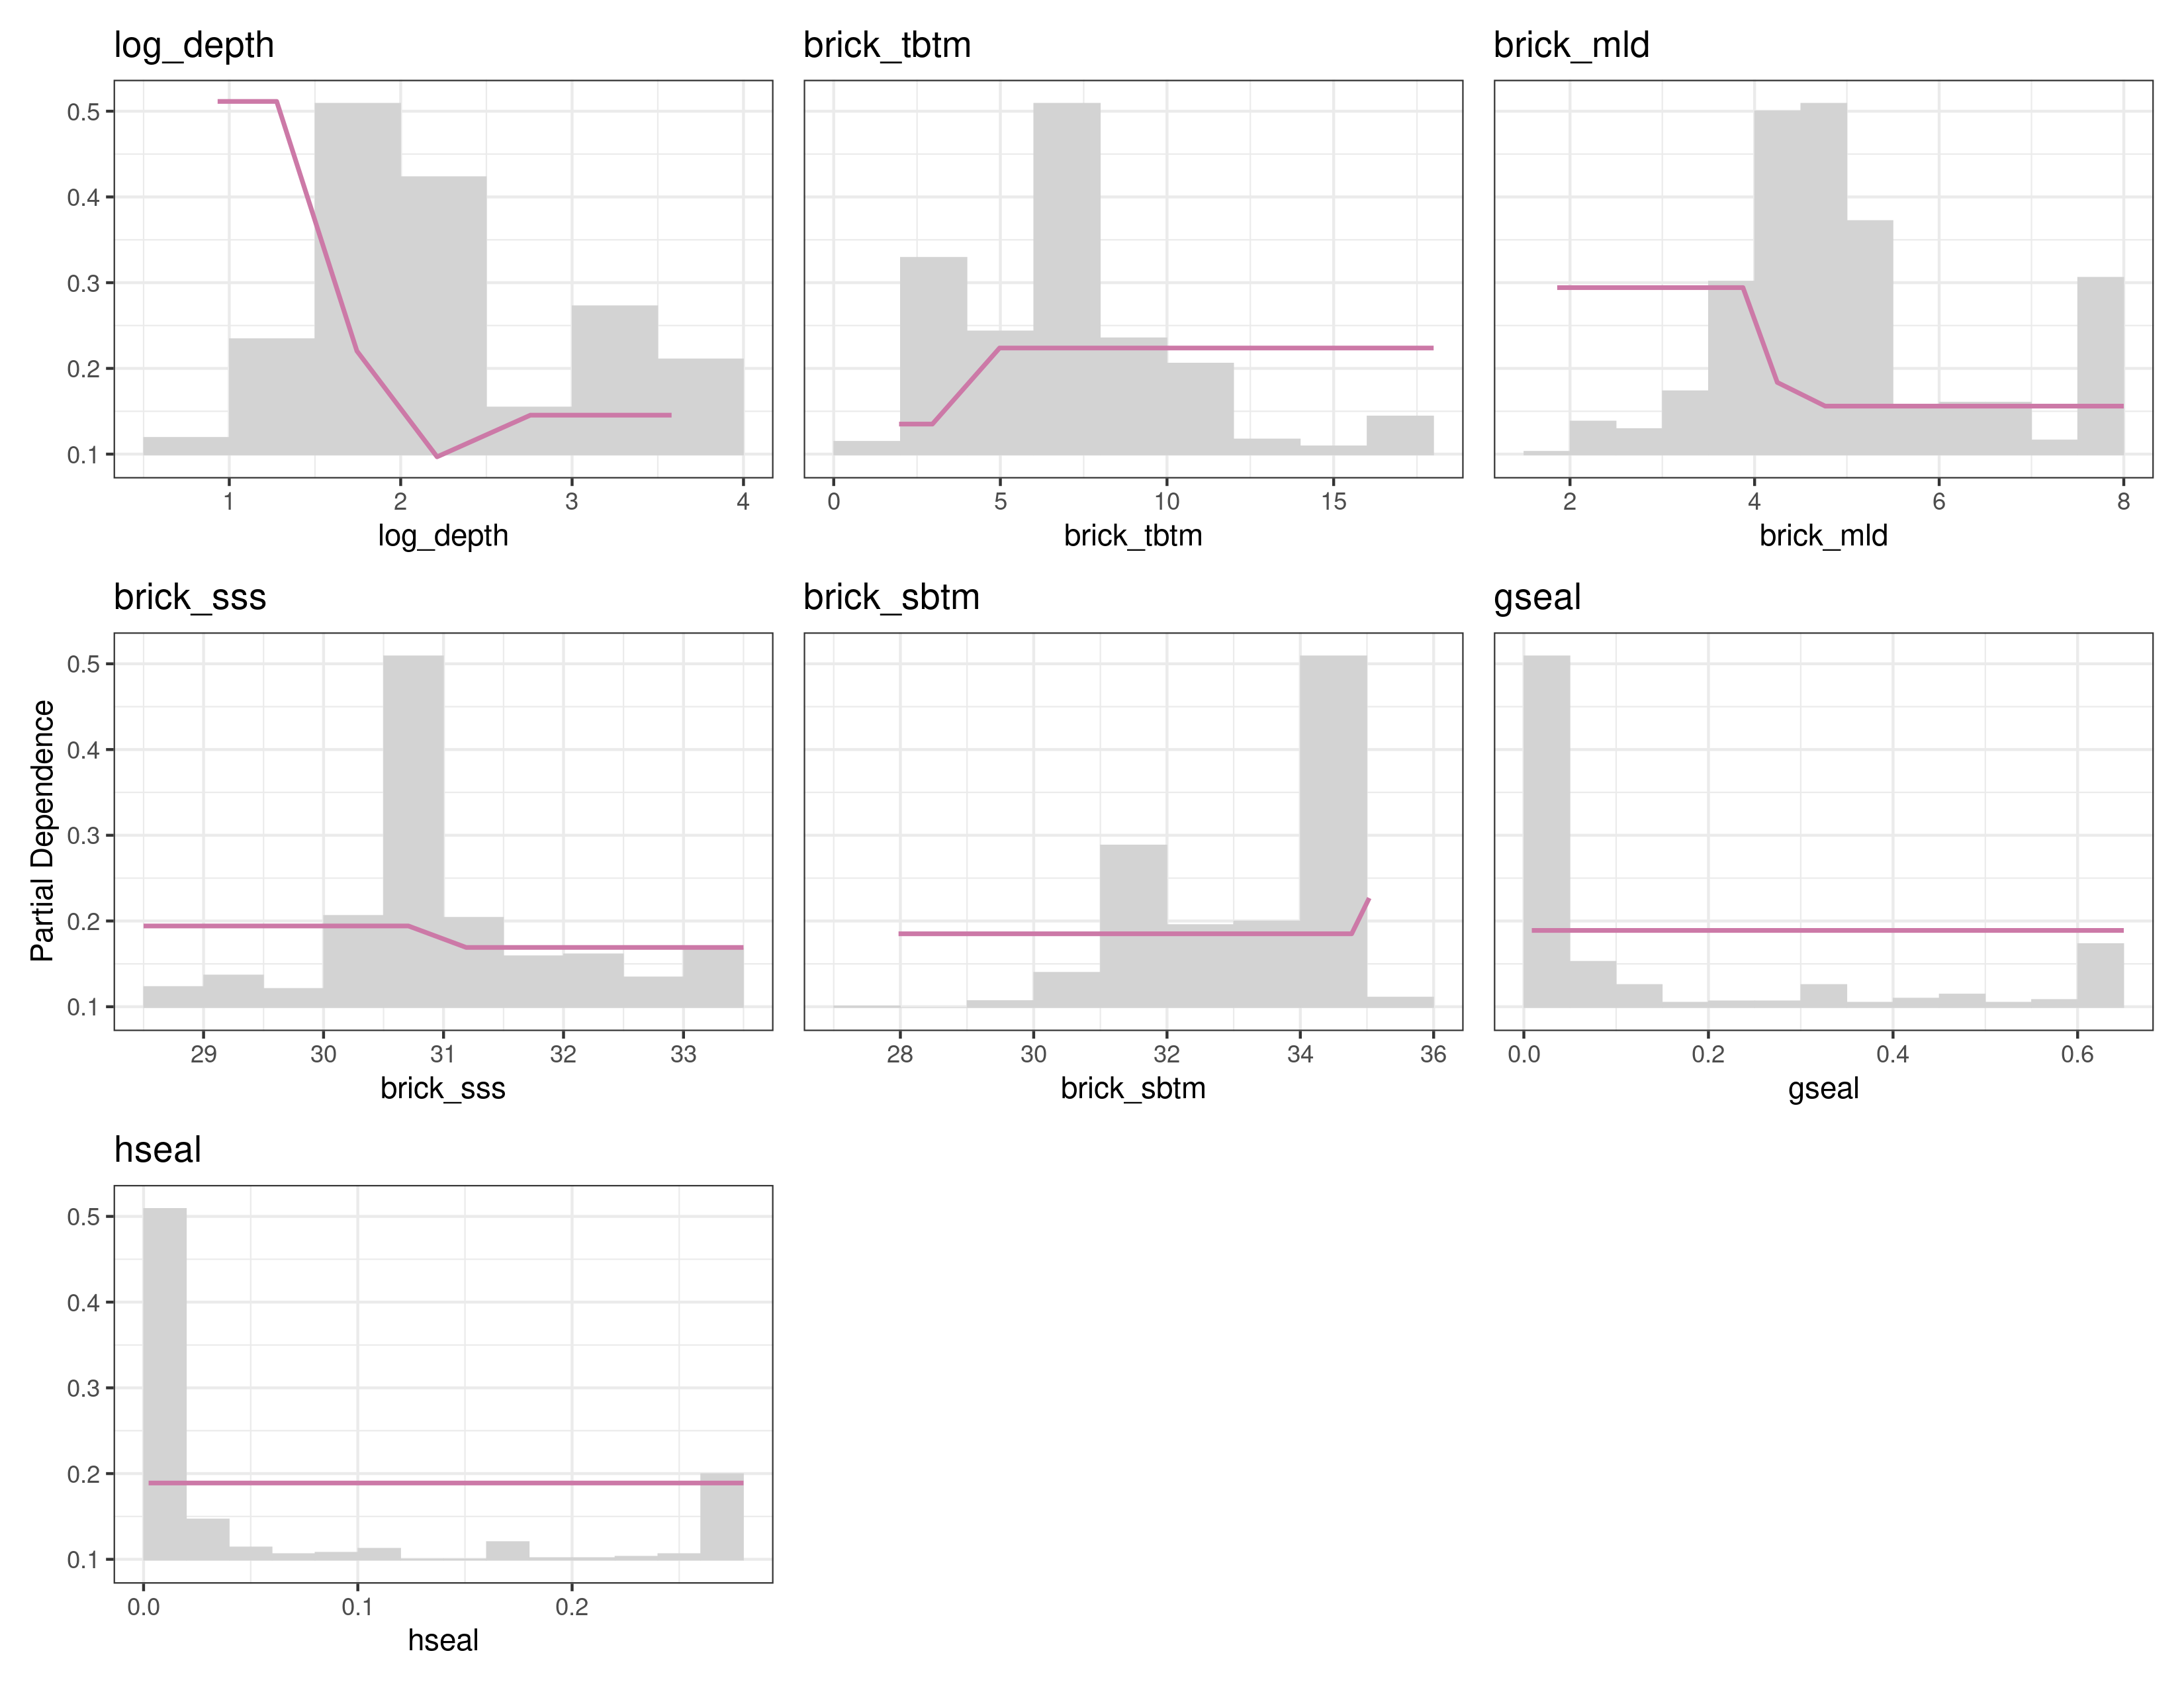 log_depth brick_tbtm brick_mld
0.5
0.4
0.3
0.2
0.1
1 2 3 4 0 5 10 15 2 4 6 8
log_depth brick_tbtm brick_mld
brick_sss brick_sbtm gseal
Partial Dependence
0.5
0.4
0.3
0.2
0.1
29 30 31 32 33 28 30 32 34 36 0.0 0.2 0.4 0.6
brick_sss brick_sbtm gseal
hseal
0.5
0.4
0.3
0.2
0.1
0.0 0.1 0.2
hseal